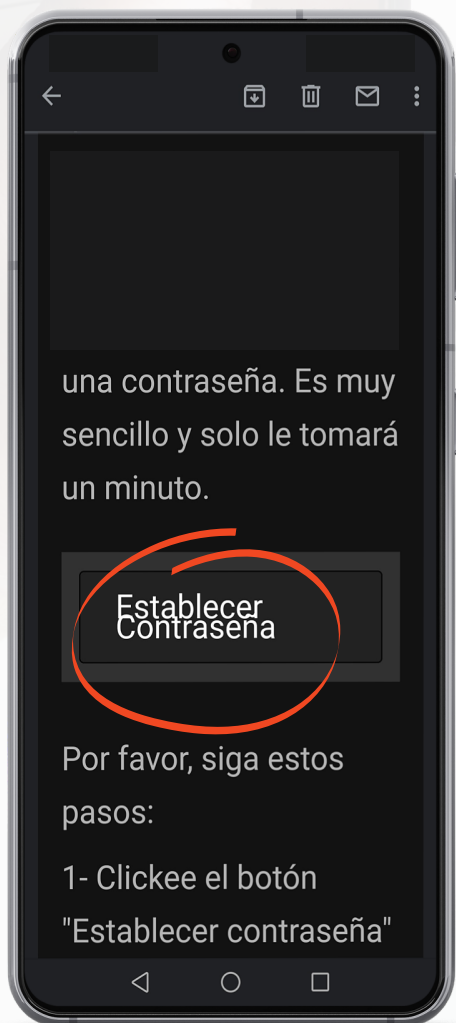 una contraseña. Es muy
sencillo y solo le tomará
un minuto.
Establecer
Contraseña
Por favor, siga estos
pasos:
1- Clickee el botón
"Establecer contraseña"